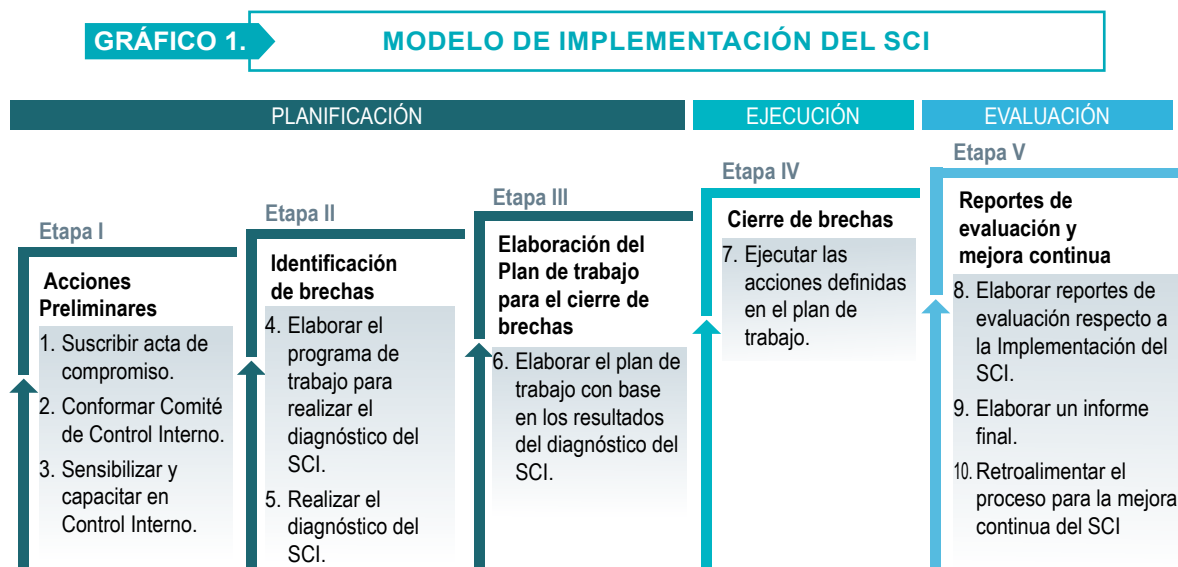 GRÁFICO 1.
MODELO DE IMPLEMENTACIÓN DEL SCI
PLANIFICACIÓN
EJECUCIÓN
EVALUACIÓN
Etapa I
Acciones
Preliminares
1. Suscribir acta de
compromiso.
2. Conformar Comité
de Control Interno.
3. Sensibilizar y
capacitar en
Control Interno.
Etapa II
Identificación
de brechas
4. Elaborar el
programa de
trabajo para
realizar el
diagnóstico del
SCI.
5. Realizar el
diagnóstico del
SCI.
Etapa III
Elaboración del
Plan de trabajo
para el cierre de
brechas
6. Elaborar el plan de
trabajo con base
en los resultados
del diagnóstico del
SCI.
Etapa IV
Cierre de brechas
7. Ejecutar las
acciones definidas
en el plan de
trabajo.
Etapa V
Reportes de
evaluación y
mejora continua
8. Elaborar reportes de
evaluación respecto a
la Implementación del
SCI.
9. Elaborar un informe
final.
10. Retroalimentar el
proceso para la mejora
continua del SCI